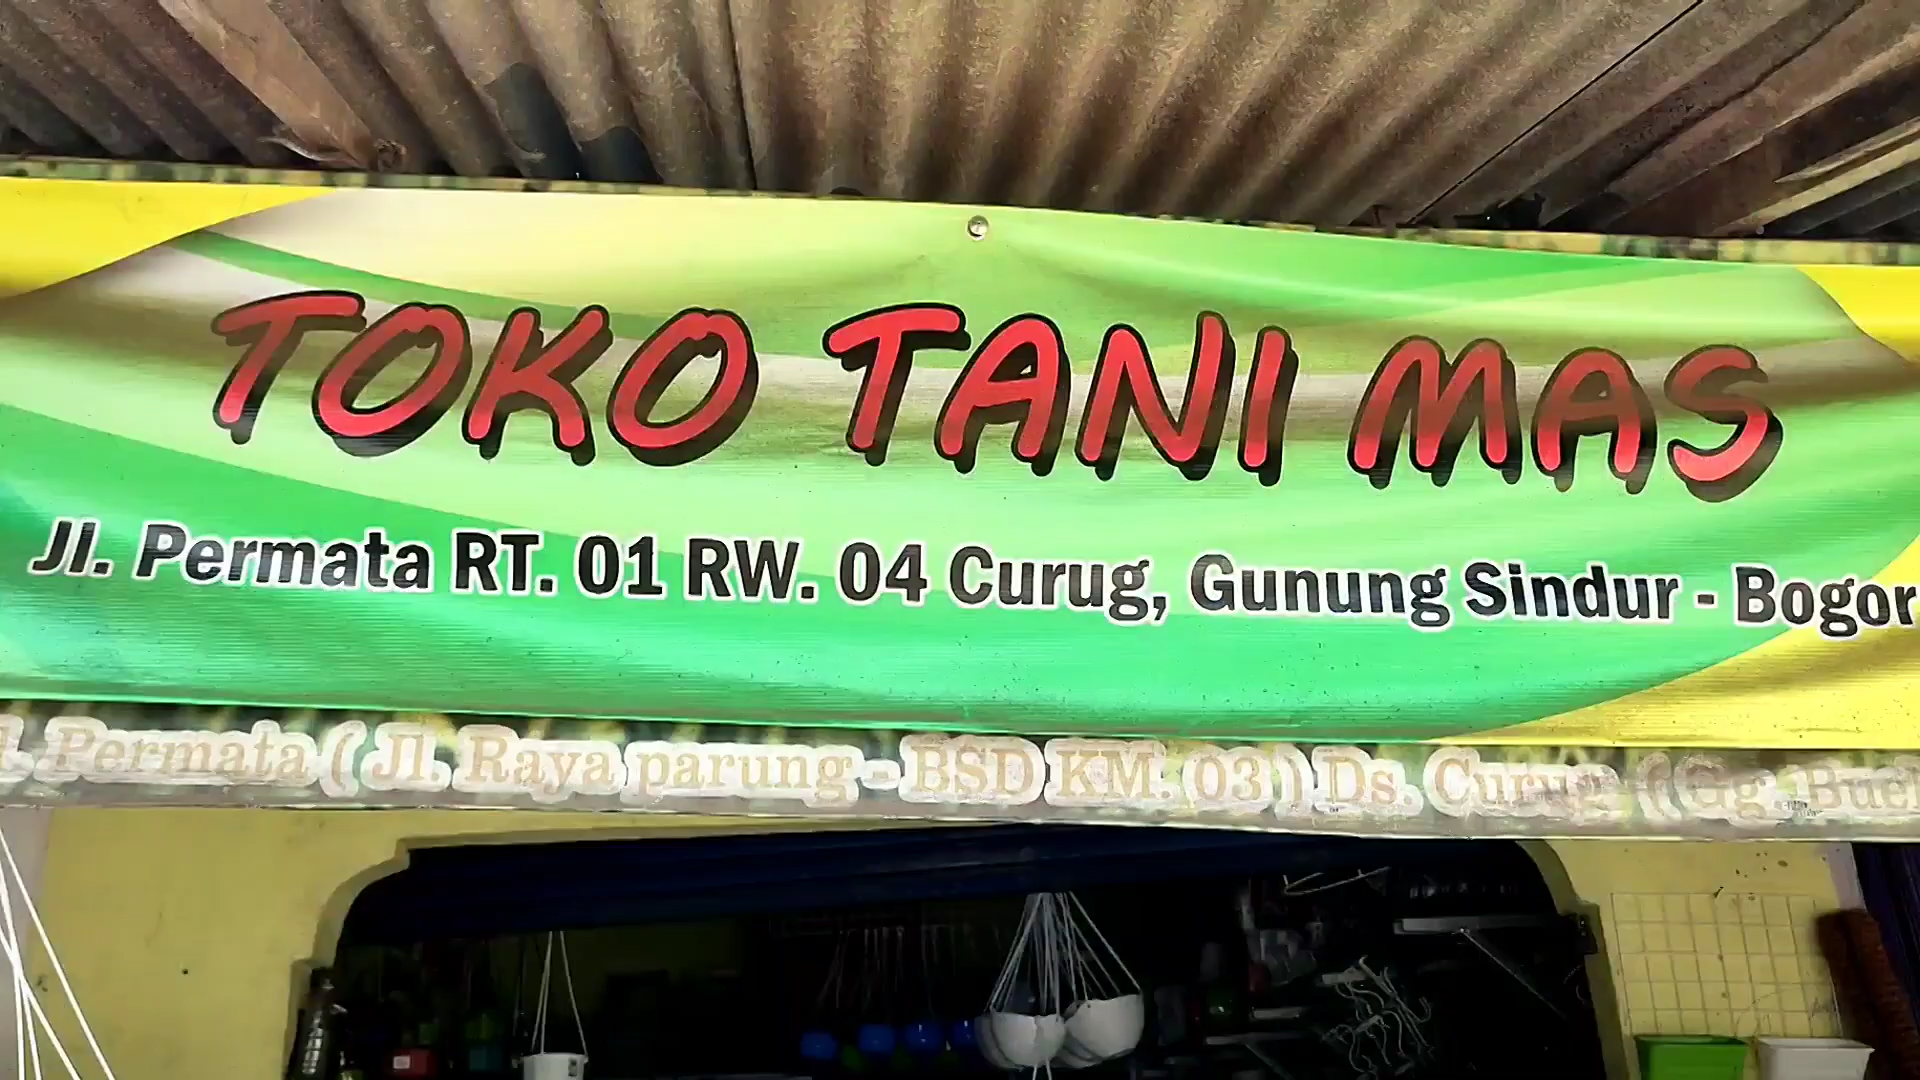 TOKO TANI MAS
Jl. Permata RT. 01 RW. 04 Curug, Gunung Sindur - Bogor
Permata ( Jl. Raya parung - BSD KM. 03 ) Ds. Curug ( Gg.